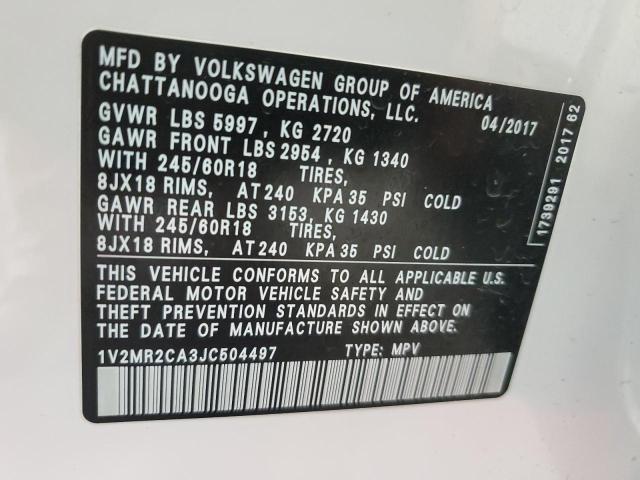 MFD BY VOLKSWAGEN GROUP OF AMERICA
CHATTANOOGA OPERATIONS, LLC.
04/2017
GVWR LBS 5997, KG 2720
GAWR FRONT LBS 2954, KG 1340
WITH 245/60R18 TIRES,
8JX18 RIMS, AT 240 KPA 35 PSI COLD
GAWR REAR LBS 3153, KG 1430
WITH 245/60R18 TIRES,
8JX18 RIMS, AT 240 KPA 35 PSI COLD
THIS VEHICLE CONFORMS TO ALL APPLICABLE U.S.
FEDERAL MOTOR VEHICLE SAFETY AND
THEFT PREVENTION STANDARDS IN EFFECT ON
THE DATE OF MANUFACTURE SHOWN ABOVE.
1V2MR2CA3JC504497 TYPE: MPV
1739291 2017 62